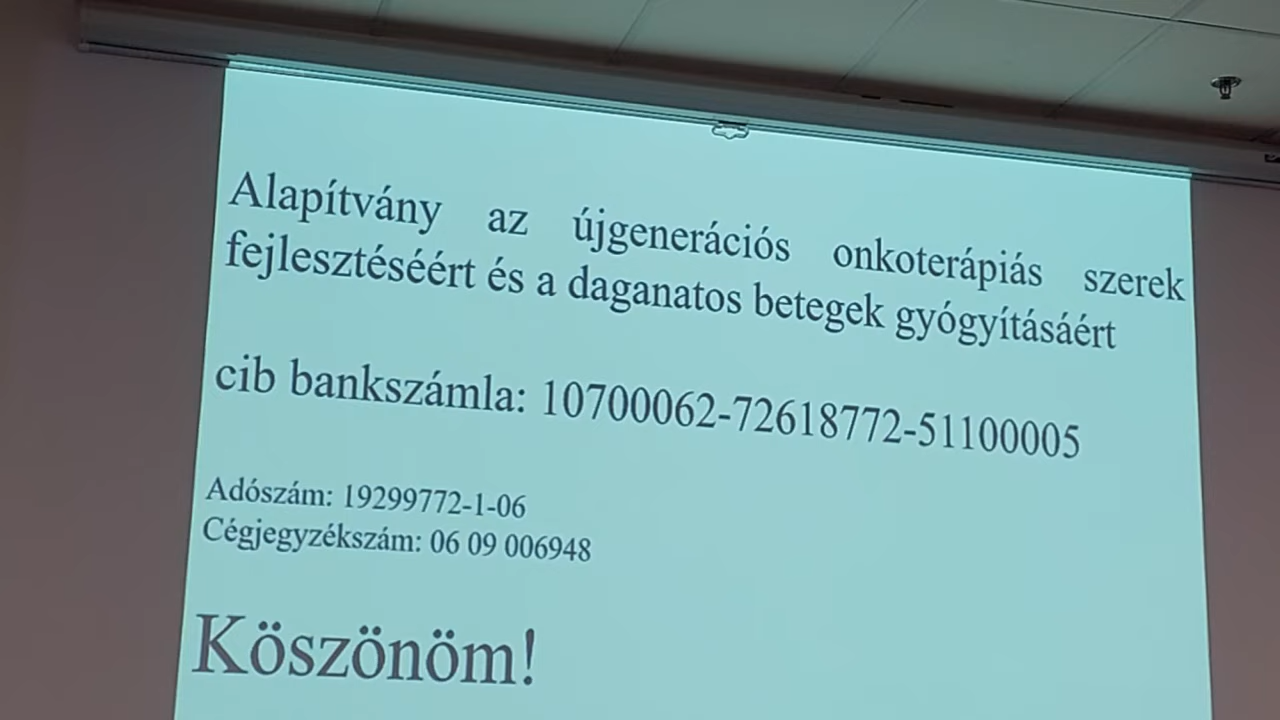 Alapítvány az újgenerációs onkoterápiás szerek
fejlesztéséért és a daganatos betegek gyógyításáért
cib bankszámla: 10700062-72618772-51100005
Adószám: 19299772-1-06
Cégjegyzékszám: 06 09 006948
Köszönöm!